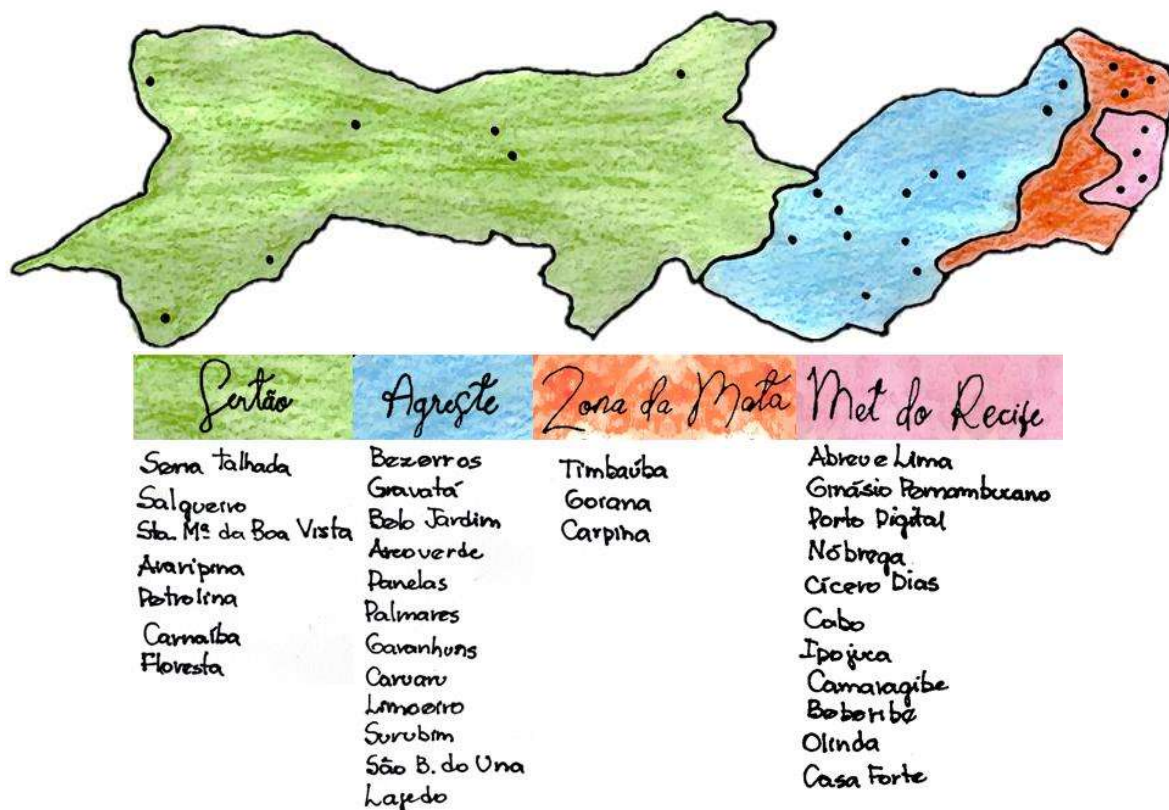 Sertão
Serra Talhada
Salgueiro
Sta. Mª da Boa Vista
Araripina
Petrolina
Carnaíba
Floresta
Agreste
Bezerros
Gravatá
Belo Jardim
Arcoverde
Panelas
Palmares
Garanhuns
Caruaru
Limoeiro
Surubim
São B. do Una
Lajedo
Zona da Mata
Timbaúba
Goiana
Carpina
Met do Recife
Abreu e Lima
Ginásio Pernambucano
Porto Digital
Nóbrega
Cícero Dias
Cabo
Ipojuca
Camaragibe
Beberibe
Olinda
Casa Forte